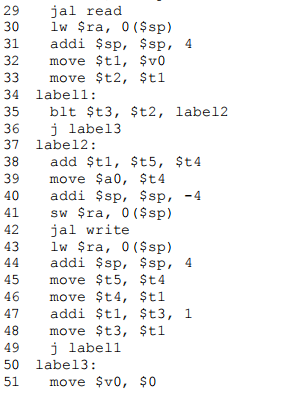 29 jal read
30 lw $ra, 0($sp)
31 addi $sp, $sp, 4
32 move $t1, $v0
33 move $t2, $t1
34 label1:
35 blt $t3, $t2, label2
36 j label3
37 label2:
38 add $t1, $t5, $t4
39 move $a0, $t4
40 addi $sp, $sp, -4
41 sw $ra, 0($sp)
42 jal write
43 lw $ra, 0($sp)
44 addi $sp, $sp, 4
45 move $t5, $t4
46 move $t4, $t1
47 addi $t1, $t3, 1
48 move $t3, $t1
49 j label1
50 label3:
51 move $v0, $0